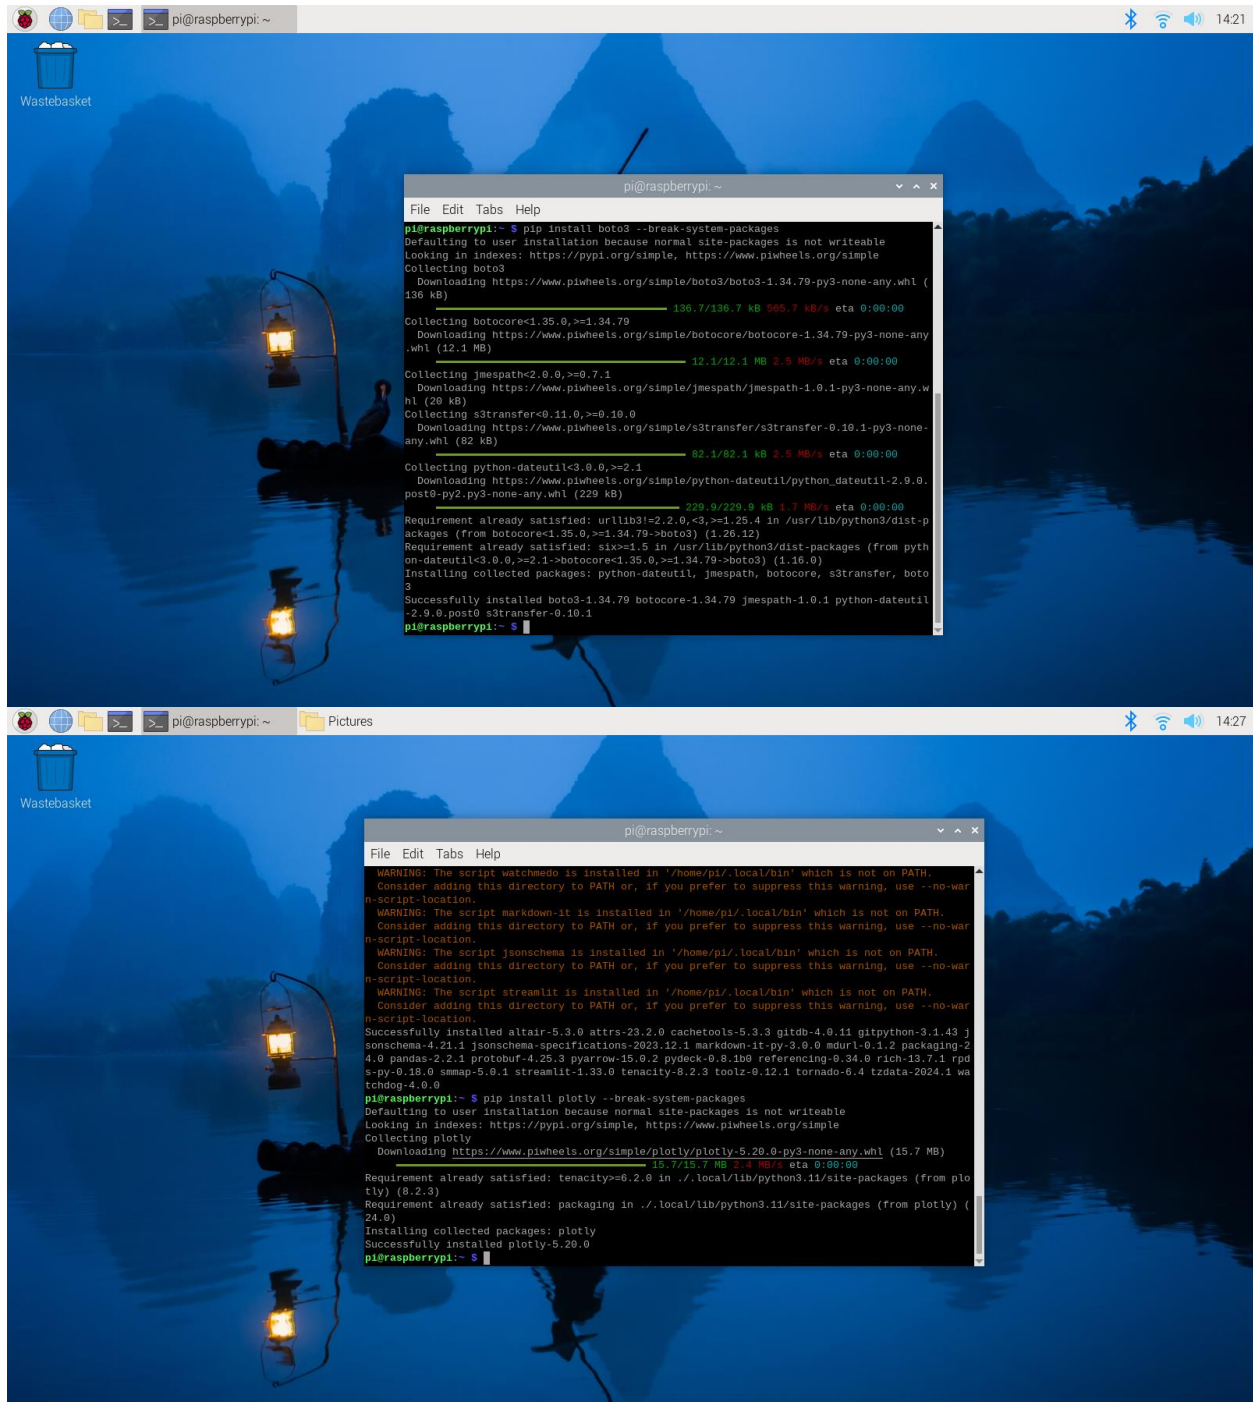 pi@raspberrypi: ~
14:21
Wastebasket
pi@raspberrypi: ~
File Edit Tabs Help
pi@raspberrypi:~ $ pip install boto3 --break-system-packages
Defaulting to user installation because normal site-packages is not writeable
Looking in indexes: https://pypi.org/simple, https://www.piwheels.org/simple
Collecting boto3
  Downloading https://www.piwheels.org/simple/boto3/boto3-1.34.79-py3-none-any.whl (
136 kB)
136.7/136.7 kB 565.7 kB/s eta 0:00:00
Collecting botocore<1.35.0,>=1.34.79
  Downloading https://www.piwheels.org/simple/botocore/botocore-1.34.79-py3-none-any
.whl (12.1 MB)
12.1/12.1 MB 2.5 MB/s eta 0:00:00
Collecting jmespath<2.0.0,>=0.7.1
  Downloading https://www.piwheels.org/simple/jmespath/jmespath-1.0.1-py3-none-any.w
hl (20 kB)
Collecting s3transfer<0.11.0,>=0.10.0
  Downloading https://www.piwheels.org/simple/s3transfer/s3transfer-0.10.1-py3-none-
any.whl (82 kB)
82.1/82.1 kB 2.5 MB/s eta 0:00:00
Collecting python-dateutil<3.0.0,>=2.1
  Downloading https://www.piwheels.org/simple/python-dateutil/python_dateutil-2.9.0.
post0-py2.py3-none-any.whl (229 kB)
229.9/229.9 kB 1.7 MB/s eta 0:00:00
Requirement already satisfied: urllib3!=2.2.0,<3,>=1.25.4 in /usr/lib/python3/dist-p
ackages (from botocore<1.35.0,>=1.34.79->boto3) (1.26.12)
Requirement already satisfied: six>=1.5 in /usr/lib/python3/dist-packages (from pyth
on-dateutil<3.0.0,>=2.1->botocore<1.35.0,>=1.34.79->boto3) (1.16.0)
Installing collected packages: python-dateutil, jmespath, botocore, s3transfer, boto
3
Successfully installed boto3-1.34.79 botocore-1.34.79 jmespath-1.0.1 python-dateutil
-2.9.0.post0 s3transfer-0.10.1
pi@raspberrypi:~ $
pi@raspberrypi: ~
Pictures
14:27
Wastebasket
pi@raspberrypi: ~
File Edit Tabs Help
  WARNING: The script watchmedo is installed in '/home/pi/.local/bin' which is not on PATH.
  Consider adding this directory to PATH or, if you prefer to suppress this warning, use --no-war
n-script-location.
  WARNING: The script markdown-it is installed in '/home/pi/.local/bin' which is not on PATH.
  Consider adding this directory to PATH or, if you prefer to suppress this warning, use --no-war
n-script-location.
  WARNING: The script jsonschema is installed in '/home/pi/.local/bin' which is not on PATH.
  Consider adding this directory to PATH or, if you prefer to suppress this warning, use --no-war
n-script-location.
  WARNING: The script streamlit is installed in '/home/pi/.local/bin' which is not on PATH.
  Consider adding this directory to PATH or, if you prefer to suppress this warning, use --no-war
n-script-location.
Successfully installed altair-5.3.0 attrs-23.2.0 cachetools-5.3.3 gitdb-4.0.11 gitpython-3.1.43 j
sonschema-4.21.1 jsonschema-specifications-2023.12.1 markdown-it-py-3.0.0 mdurl-0.1.2 packaging-2
4.0 pandas-2.2.1 protobuf-4.25.3 pyarrow-15.0.2 pydeck-0.8.1b0 referencing-0.34.0 rich-13.7.1 rpd
s-py-0.18.0 smmap-5.0.1 streamlit-1.33.0 tenacity-8.2.3 toolz-0.12.1 tornado-6.4 tzdata-2024.1 wa
tchdog-4.0.0
pi@raspberrypi:~ $ pip install plotly --break-system-packages
Defaulting to user installation because normal site-packages is not writeable
Looking in indexes: https://pypi.org/simple, https://www.piwheels.org/simple
Collecting plotly
  Downloading https://www.piwheels.org/simple/plotly/plotly-5.20.0-py3-none-any.whl (15.7 MB)
15.7/15.7 MB 2.4 MB/s eta 0:00:00
Requirement already satisfied: tenacity>=6.2.0 in ./.local/lib/python3.11/site-packages (from plo
tly) (8.2.3)
Requirement already satisfied: packaging in ./.local/lib/python3.11/site-packages (from plotly) (
24.0)
Installing collected packages: plotly
Successfully installed plotly-5.20.0
pi@raspberrypi:~ $